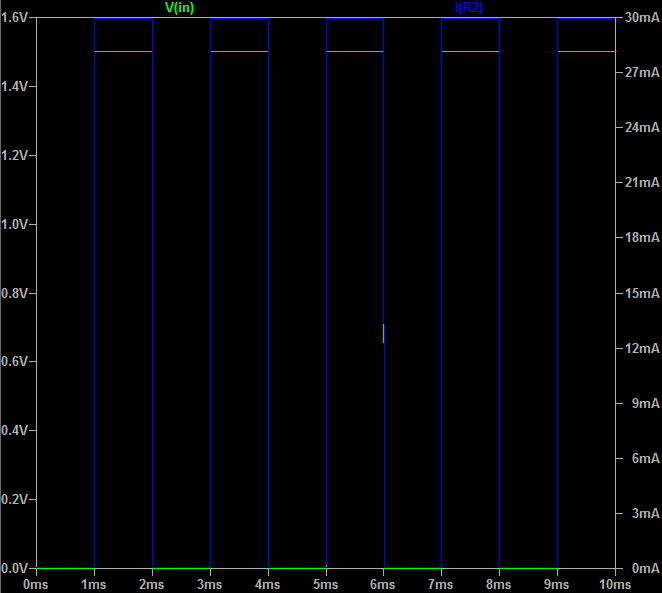 V(in) I(R2)
1.6V 30mA
1.4V 27mA
1.2V 24mA
1.0V 21mA
0.8V 18mA
0.6V 15mA
0.4V 12mA
0.2V 9mA
0.0V 6mA
3mA
0mA
0ms 1ms 2ms 3ms 4ms 5ms 6ms 7ms 8ms 9ms 10ms